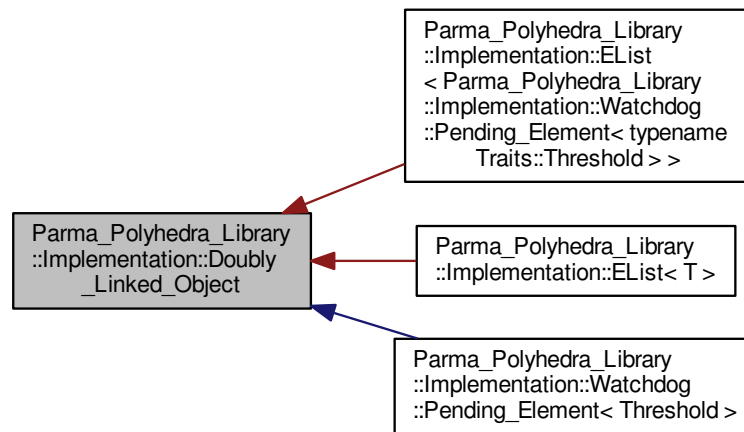 Parma_Polyhedra_Library
::Implementation::EList
< Parma_Polyhedra_Library
::Implementation::Watchdog
::Pending_Element< typename
Traits::Threshold > >
Parma_Polyhedra_Library
::Implementation::Doubly
_Linked_Object
Parma_Polyhedra_Library
::Implementation::EList< T >
Parma_Polyhedra_Library
::Implementation::Watchdog
::Pending_Element< Threshold >